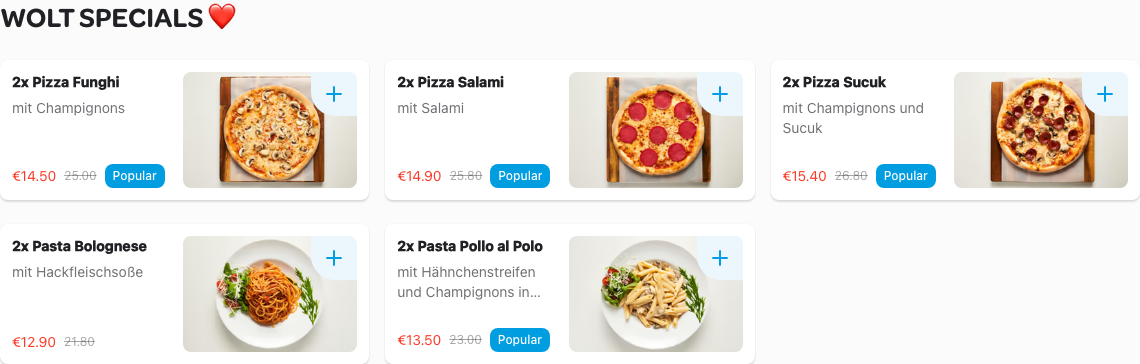 WOLT SPECIALS ❤️
2x Pizza Funghi
mit Champignons
€14.50 25.00 Popular
2x Pizza Salami
mit Salami
€14.90 25.80 Popular
2x Pizza Sucuk
mit Champignons und
Sucuk
€15.40 26.80 Popular
2x Pasta Bolognese
mit Hackfleischsoße
€12.90 21.80
2x Pasta Pollo al Polo
mit Hähnchenstreifen
und Champignons in...
€13.50 23.00 Popular